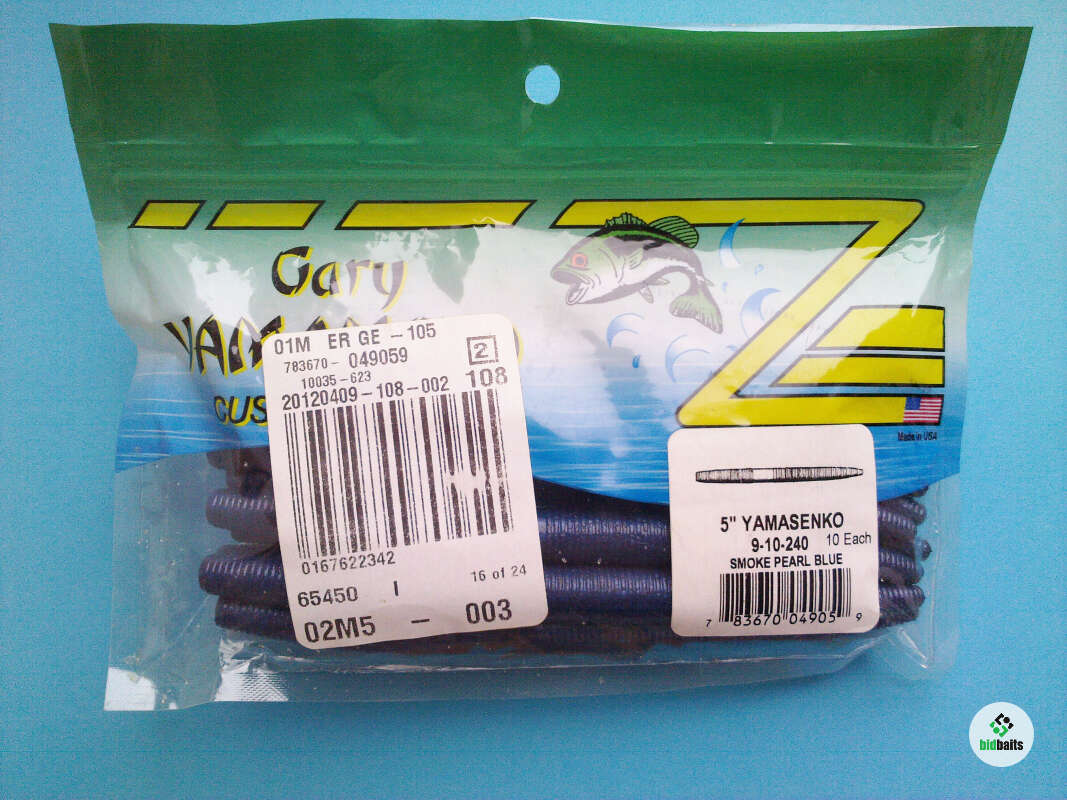 Gary
CUS
Made in USA
01M ER GE -105
783670- 049059
2
10035-623
20120409-108-002 108
0167622342
16 of 24
65450 I
02M5 - 003
5" YAMASENKO
9-10-240 10 Each
SMOKE PEARL BLUE
7 83670 04905 9
bidbaits